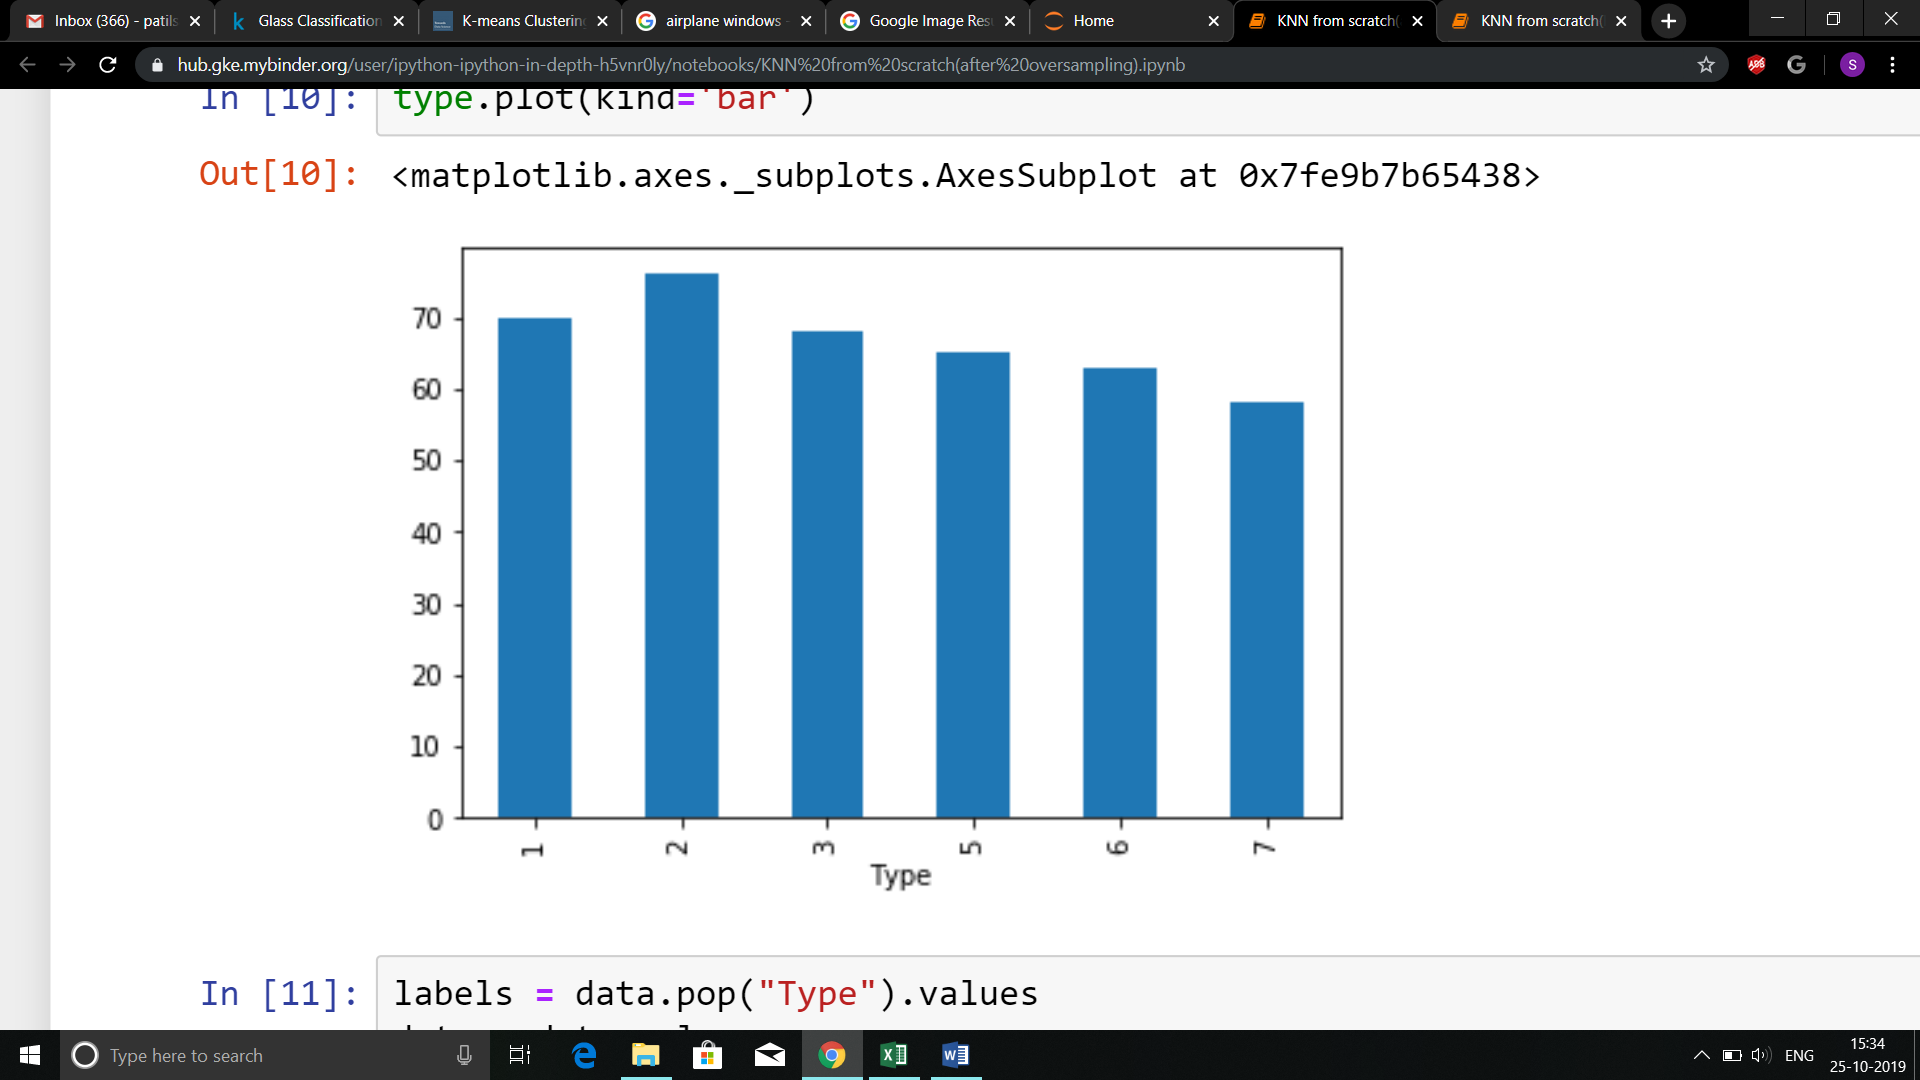 Inbox (366) - patils
Glass Classification
K-means Clustering
airplane windows -
Google Image Res
Home
KNN from scratch(
KNN from scratch(
hub.gke.mybinder.org/user/ipython-ipython-in-depth-h5vnr0ly/notebooks/KNN%20from%20scratch(after%20oversampling).ipynb
ABP
G
S
In [10]: type.plot(kind='bar')
Out[10]: <matplotlib.axes._subplots.AxesSubplot at 0x7fe9b7b65438>
70
60
50
40
30
20
10
0
1 2 3 5 6 7
Type
In [11]: labels = data.pop("Type").values
Type here to search
ENG
15:34
25-10-2019